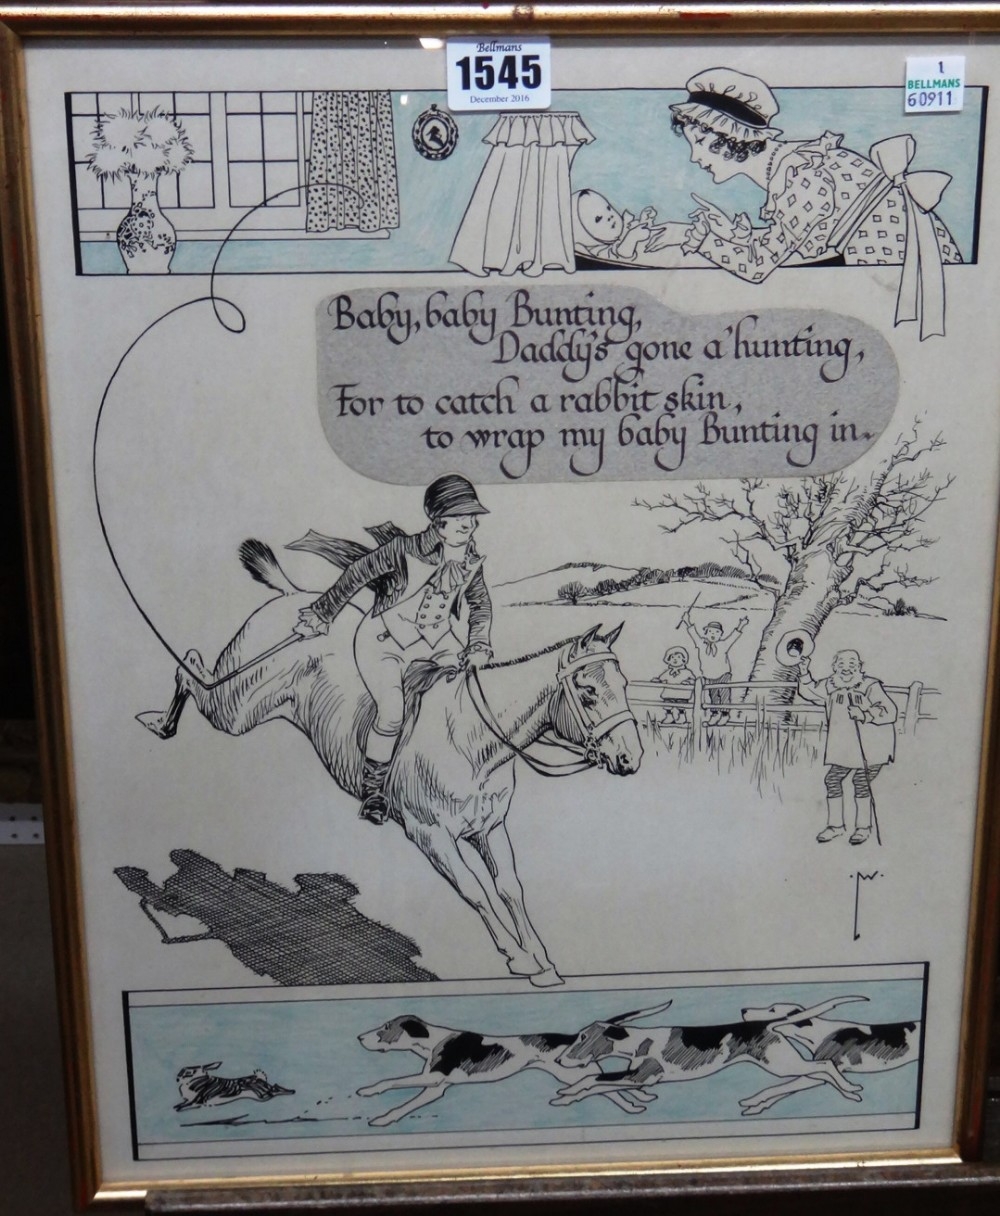 Bellmans
1545
December 2016
1
BELLMANS
60911
Baby, baby Bunting,
Daddy's gone a'hunting,
For to catch a rabbit skin,
to wrap my baby Bunting in.